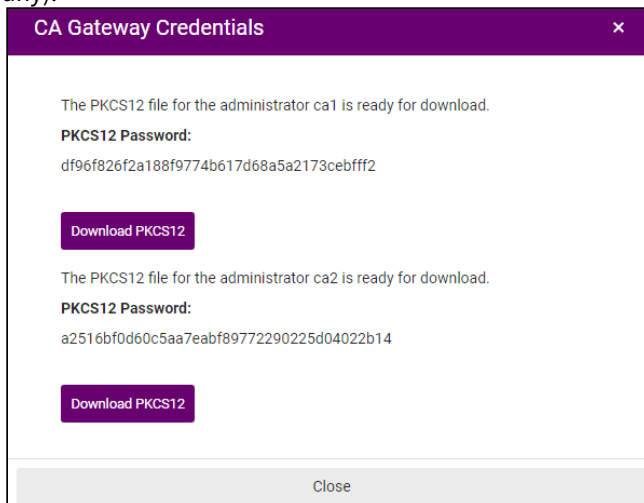 any).
CA Gateway Credentials ×
The PKCS12 file for the administrator ca1 is ready for download.
PKCS12 Password:
df96f826f2a188f9774b617d68a5a2173cebfff2
Download PKCS12
The PKCS12 file for the administrator ca2 is ready for download.
PKCS12 Password:
a2516bf0d60c5aa7eabf89772290225d04022b14
Download PKCS12
Close